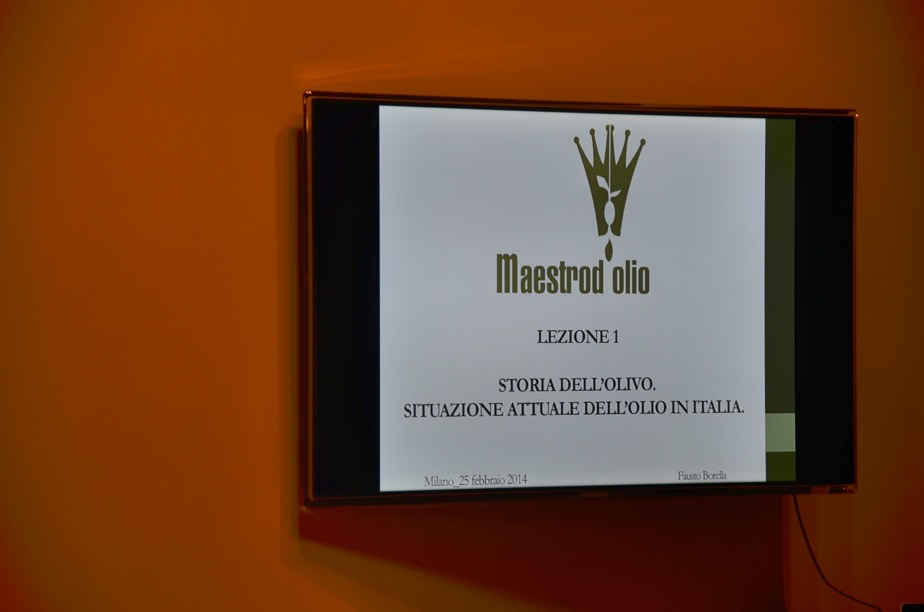 Maestrod'olio
LEZIONE 1
STORIA DELL'OLIVO.
SITUAZIONE ATTUALE DELL'OLIO IN ITALIA.
Milano_25 febbraio 2014 Fausto Borella